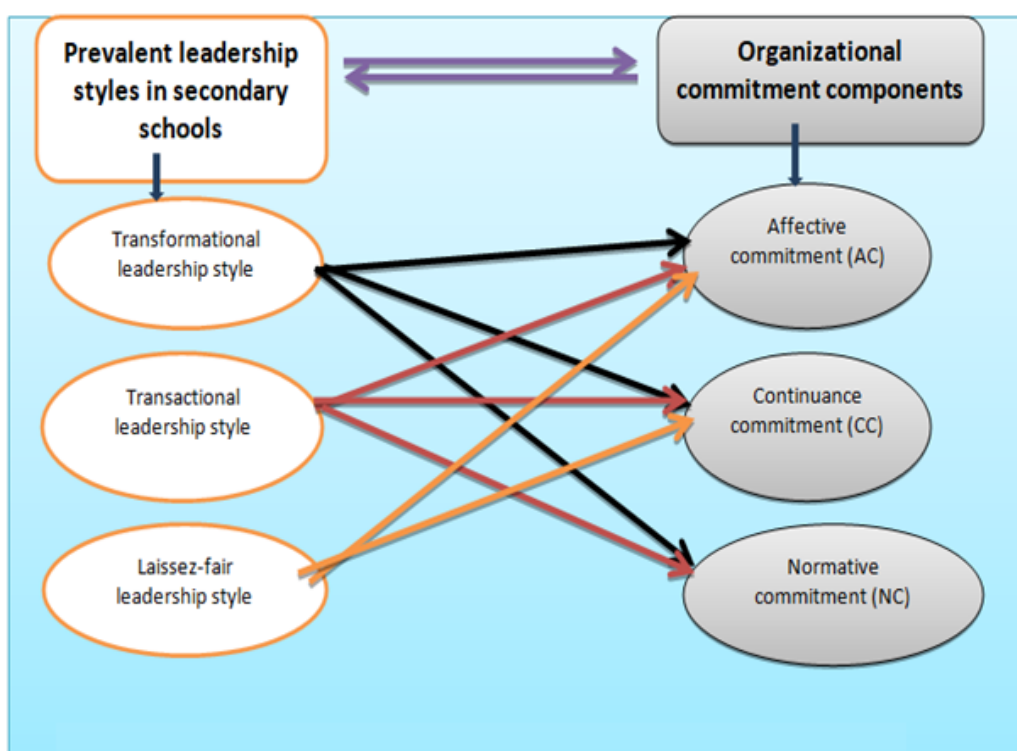 Prevalent leadership
styles in secondary
schools
Organizational
commitment components
Transformational
leadership style
Affective
commitment (AC)
Transactional
leadership style
Continuance
commitment (CC)
Laissez-fair
leadership style
Normative
commitment (NC)